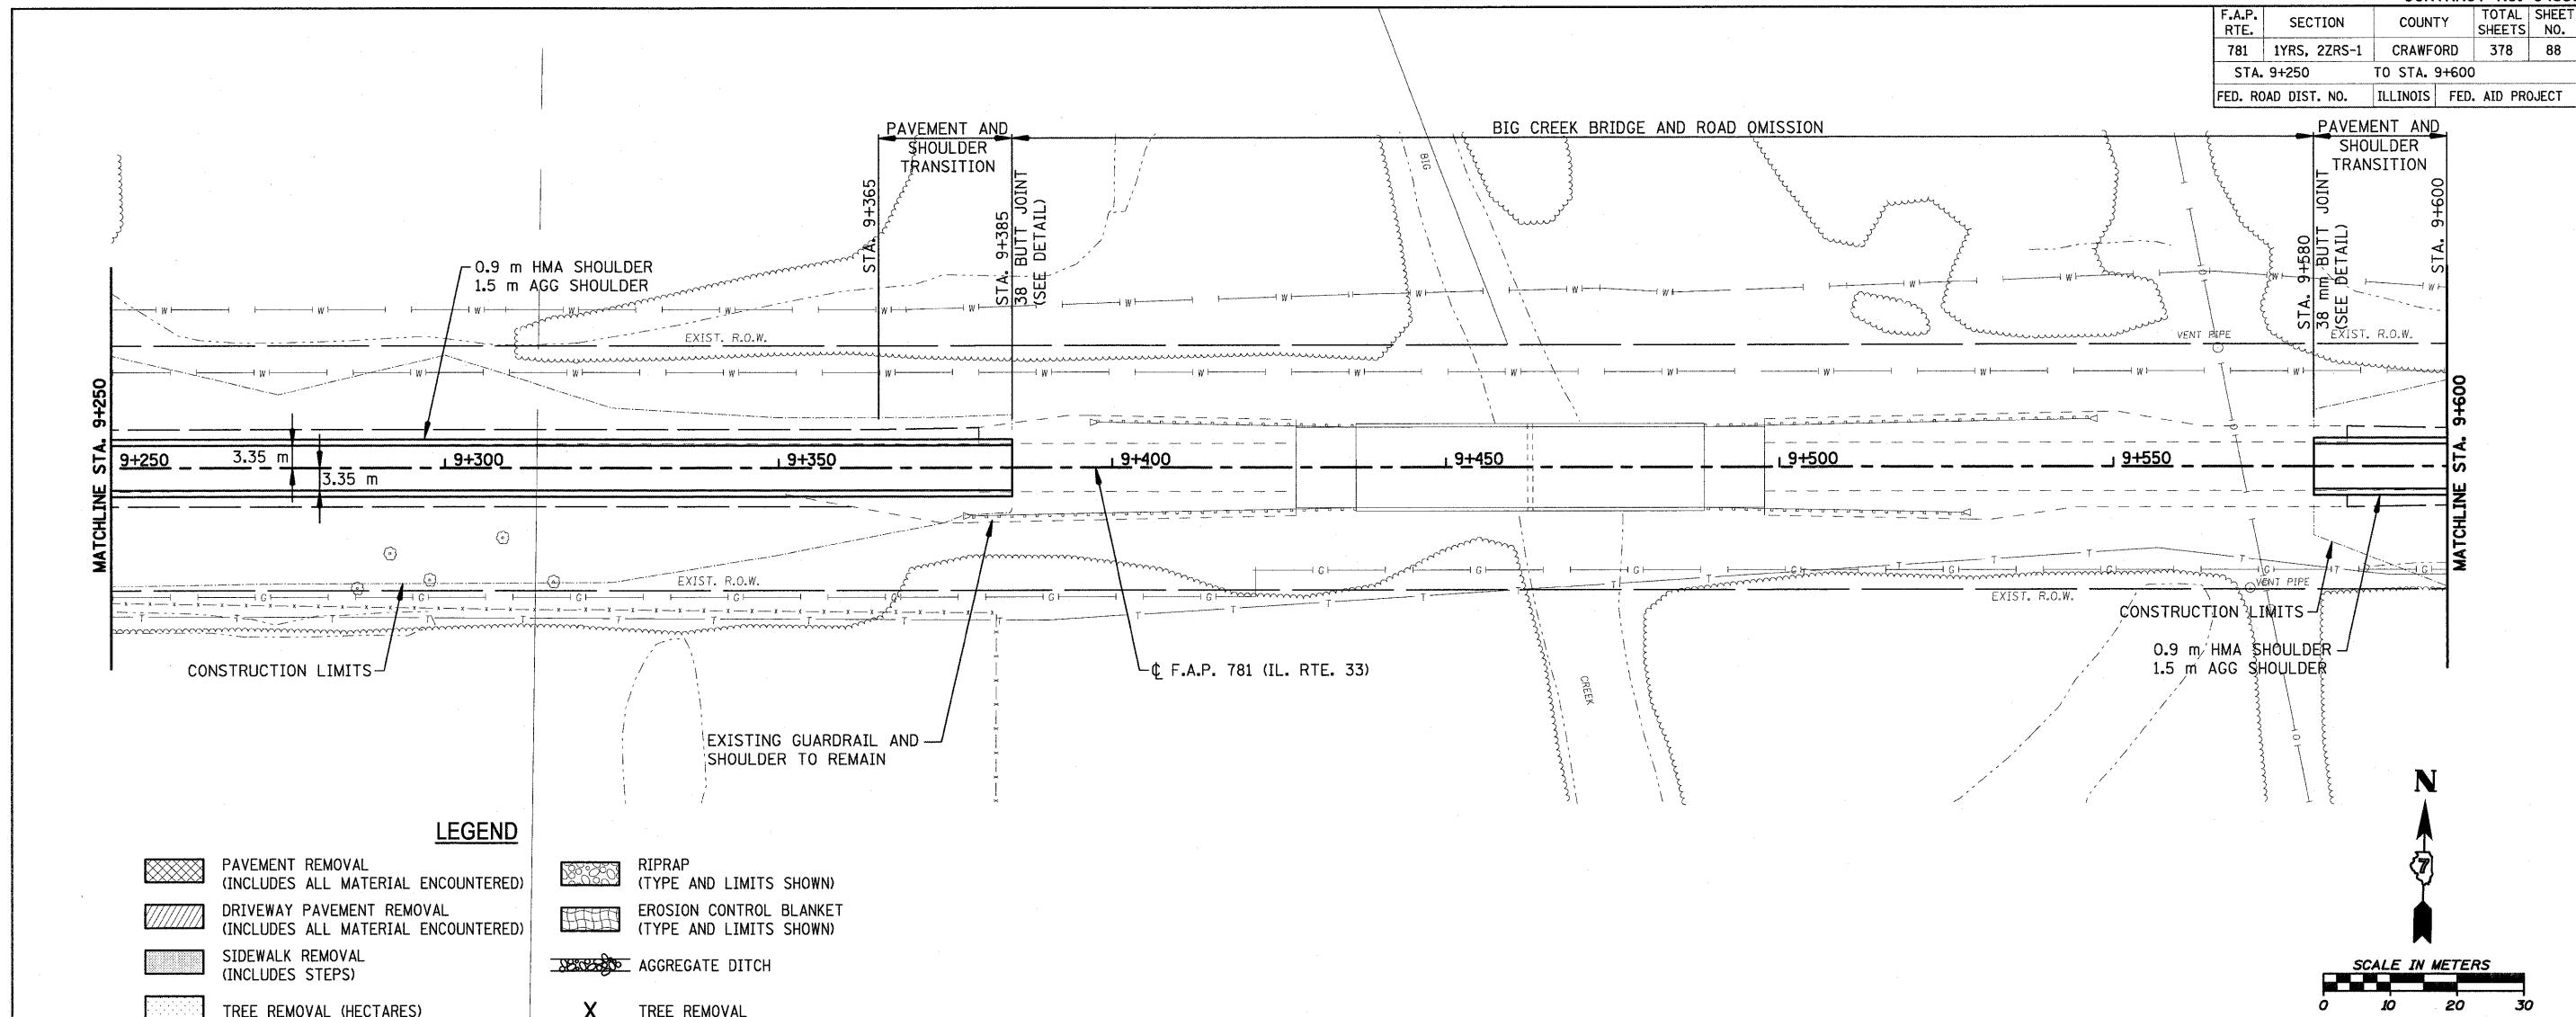 F.A.P. RTE. SECTION COUNTY TOTAL SHEETS SHEET NO.
781 1YRS, 2ZRS-1 CRAWFORD 378 88
STA. 9+250 TO STA. 9+600
FED. ROAD DIST. NO. ILLINOIS FED. AID PROJECT
PAVEMENT AND
SHOULDER
TRANSITION
BIG CREEK BRIDGE AND ROAD OMISSION
PAVEMENT AND
SHOULDER
TRANSITION
STA. 9+365
STA. 9+385
38 BUTT JOINT
(SEE DETAIL)
BIG
STA. 9+580
38 mm BUTT JOINT
(SEE DETAIL)
STA. 9+600
0.9 m HMA SHOULDER
1.5 m AGG SHOULDER
EXIST. R.O.W.
VENT PIPE
EXIST. R.O.W.
MATCHLINE STA. 9+250
9+250
3.35 m
3.35 m
9+300
9+350
9+400
9+450
9+500
9+550
MATCHLINE STA. 9+600
EXIST. R.O.W.
VENT PIPE
EXIST. R.O.W.
CONSTRUCTION LIMITS
CONSTRUCTION LIMITS
0.9 m HMA SHOULDER
1.5 m AGG SHOULDER
℄ F.A.P. 781 (IL. RTE. 33)
CREEK
EXISTING GUARDRAIL AND
SHOULDER TO REMAIN
N
7
LEGEND
PAVEMENT REMOVAL
(INCLUDES ALL MATERIAL ENCOUNTERED)
DRIVEWAY PAVEMENT REMOVAL
(INCLUDES ALL MATERIAL ENCOUNTERED)
SIDEWALK REMOVAL
(INCLUDES STEPS)
TREE REMOVAL (HECTARES)
RIPRAP
(TYPE AND LIMITS SHOWN)
EROSION CONTROL BLANKET
(TYPE AND LIMITS SHOWN)
AGGREGATE DITCH
X TREE REMOVAL
SCALE IN METERS
0 10 20 30